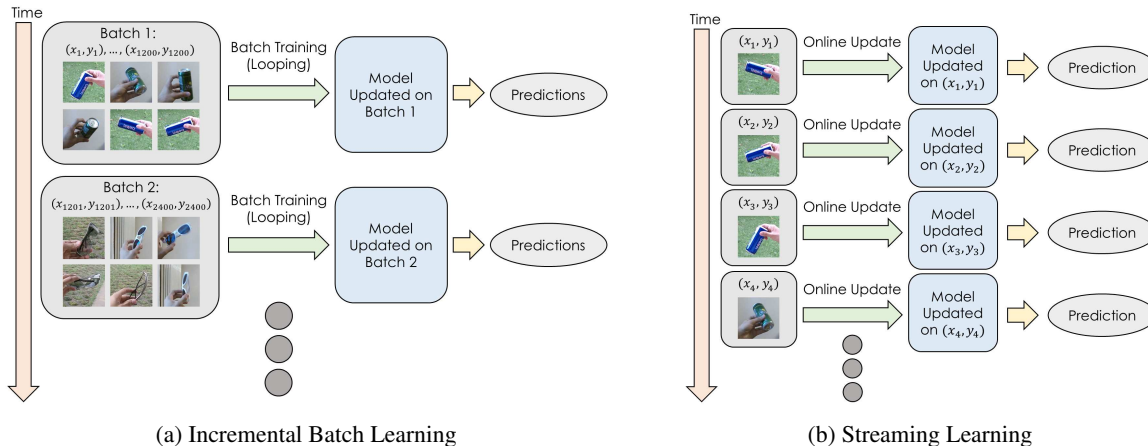 Time
Batch 1:
(x₁, y₁), ..., (x₁₂₀₀, y₁₂₀₀)
Batch Training
(Looping)
Model
Updated on
Batch 1
Predictions
Batch 2:
(x₁₂₀₁, y₁₂₀₁), ..., (x₂₄₀₀, y₂₄₀₀)
Batch Training
(Looping)
Model
Updated on
Batch 2
Predictions
(a) Incremental Batch Learning
Time
(x₁, y₁)
Online Update
Model
Updated
on (x₁, y₁)
Prediction
(x₂, y₂)
Online Update
Model
Updated
on (x₂, y₂)
Prediction
(x₃, y₃)
Online Update
Model
Updated
on (x₃, y₃)
Prediction
(x₄, y₄)
Online Update
Model
Updated
on (x₄, y₄)
Prediction
(b) Streaming Learning